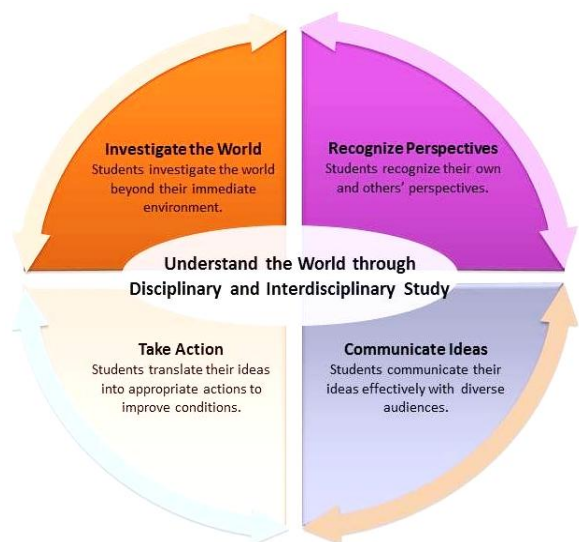 Investigate the World
Students investigate the world
beyond their immediate
environment.
Recognize Perspectives
Students recognize their own
and others' perspectives.
Understand the World through
Disciplinary and Interdisciplinary Study
Take Action
Students translate their ideas
into appropriate actions to
improve conditions.
Communicate Ideas
Students communicate their
ideas effectively with diverse
audiences.